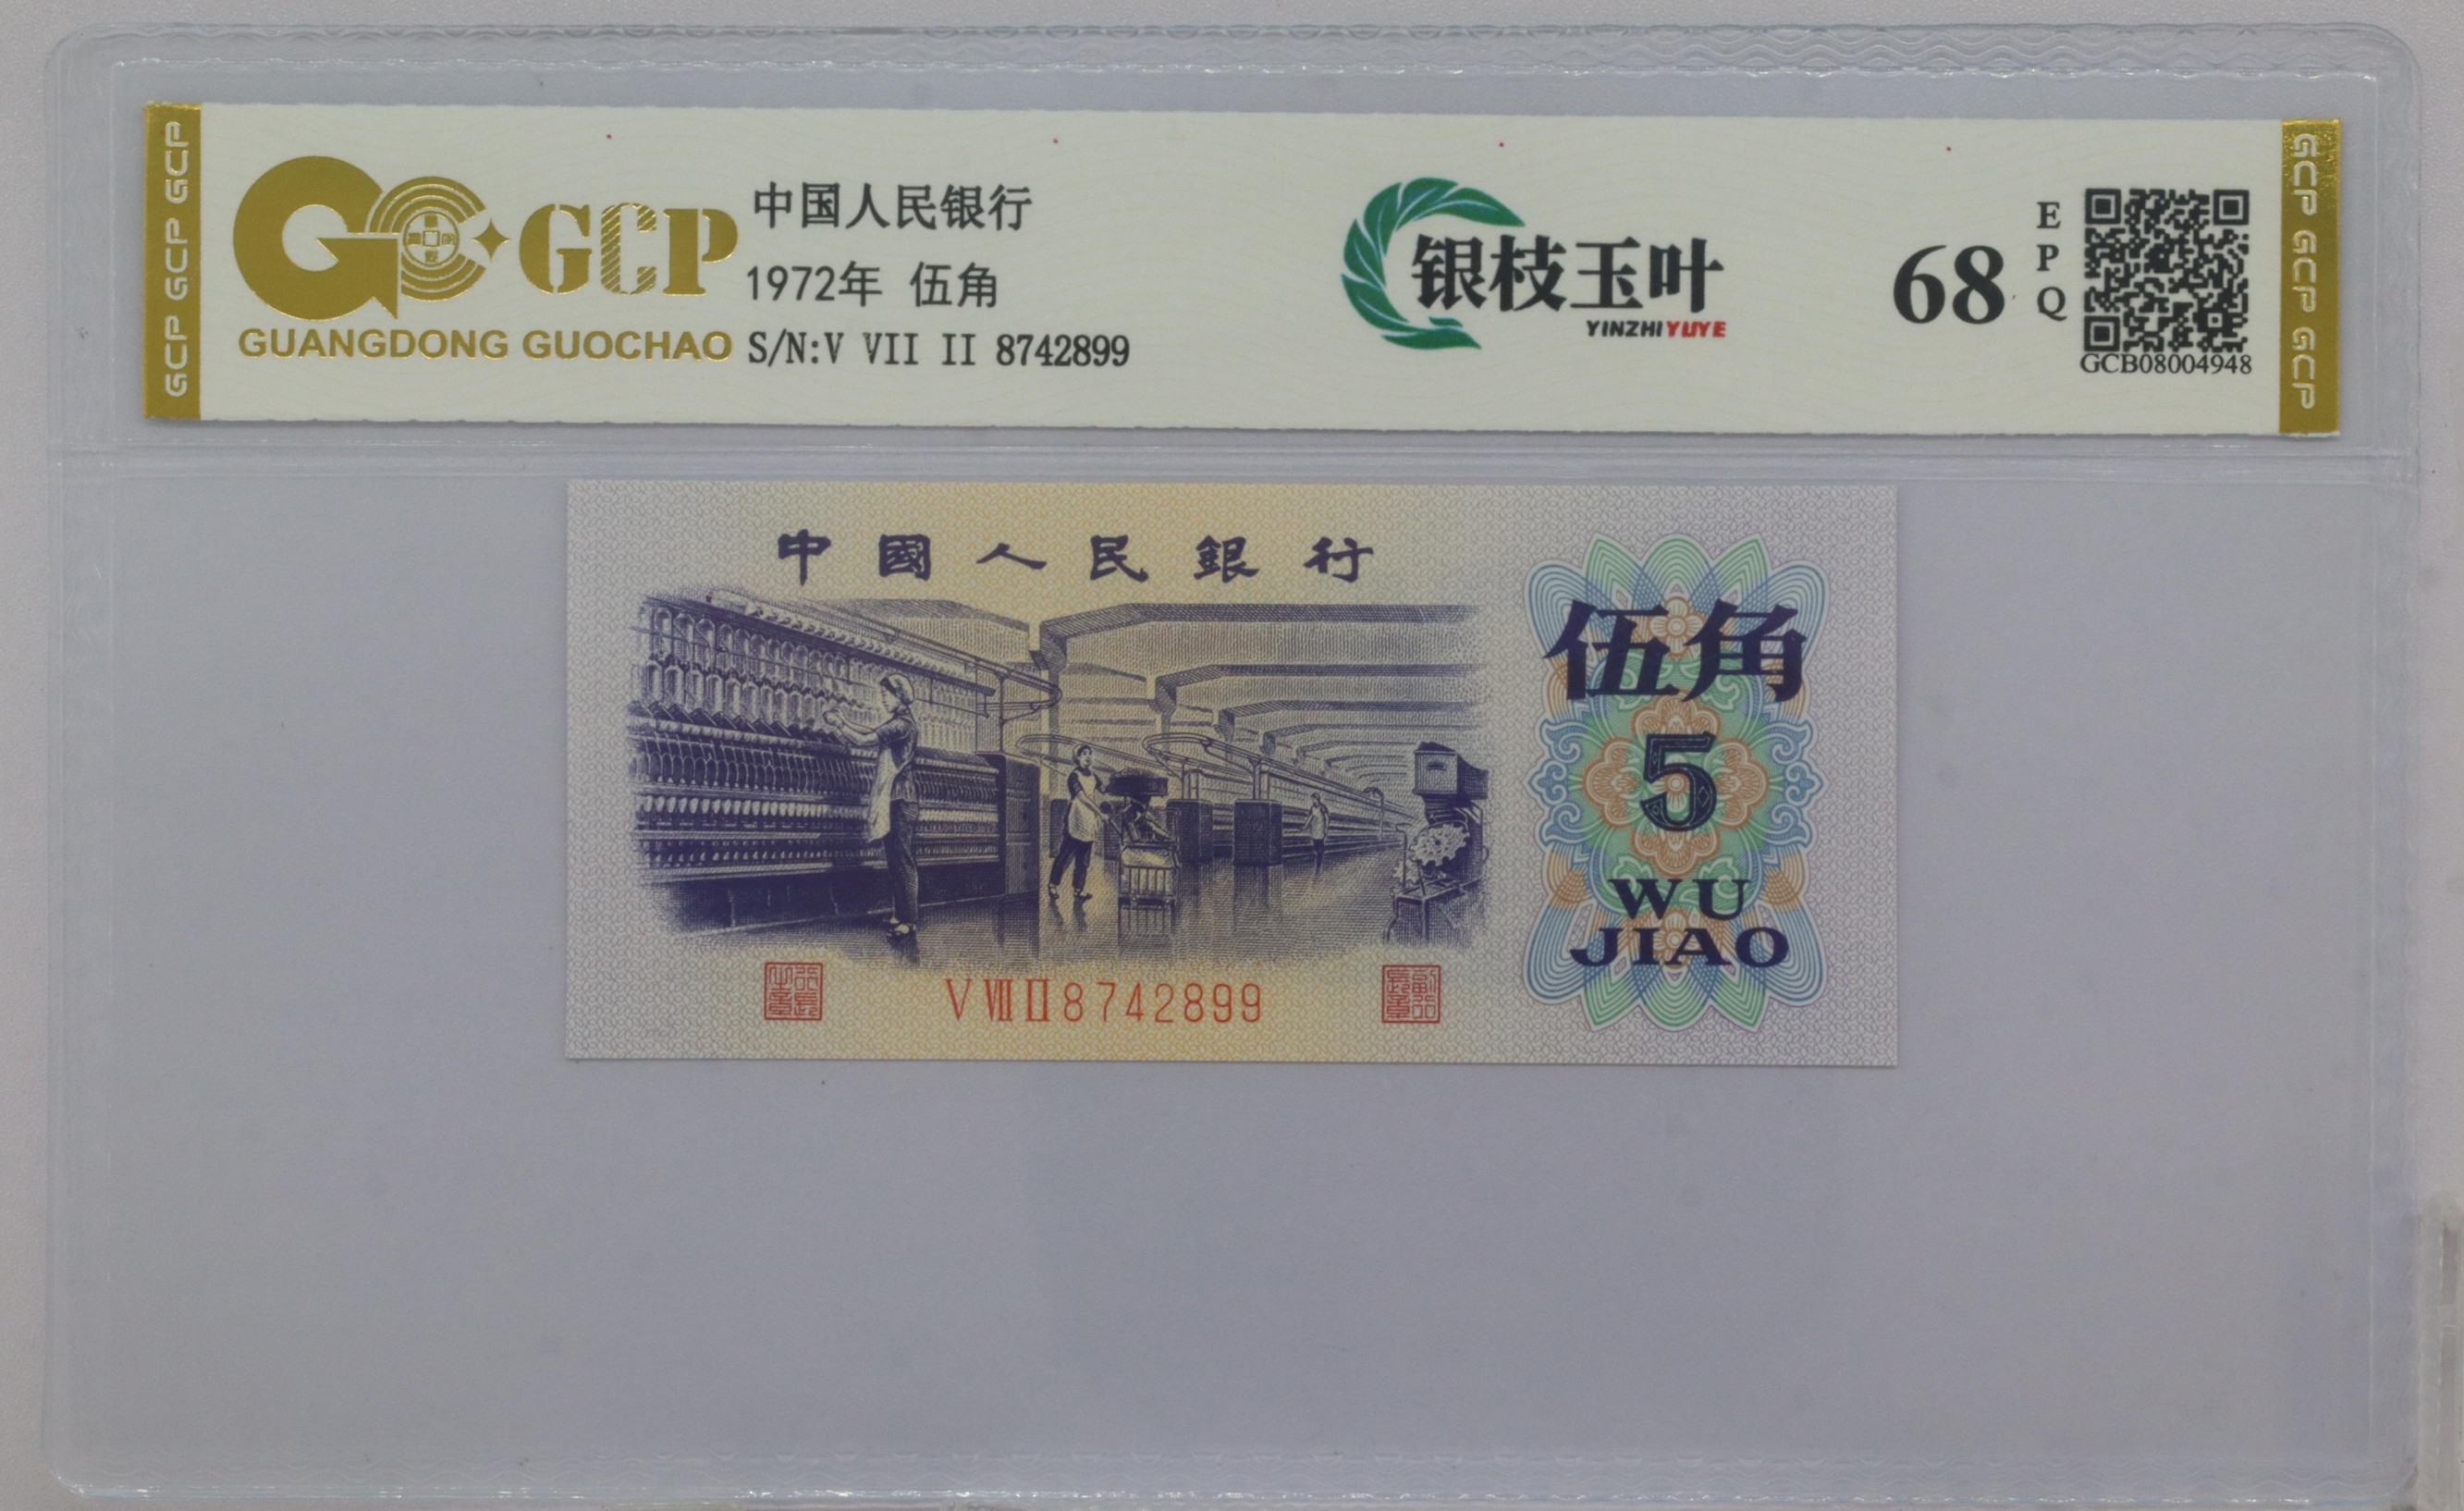 GCP GCP GCP
GCP
GUANGDONG GUOCHAO
中国人民银行
1972年 伍角
S/N:V VII II 8742899
银枝玉叶
YINZHIYUYE
68
EPQ
GCB08004948
GCP GCP GCP
中國人民銀行
伍角
5
WU
JIAO
V VII II 8742899